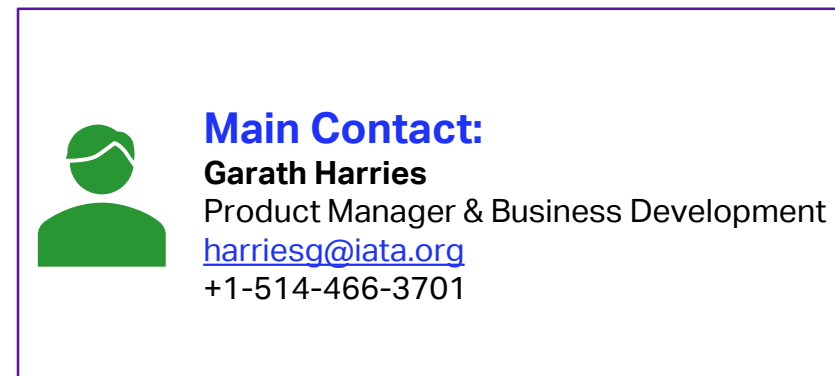 Main Contact:
Garath Harries
Product Manager & Business Development
harriesg@iata.org
+1-514-466-3701